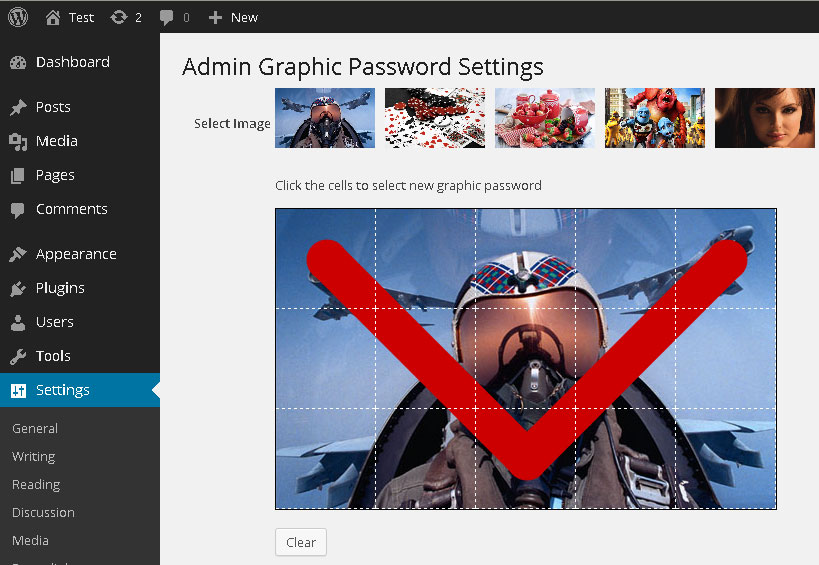 Test 2 0 New
Dashboard
Posts
Media
Pages
Comments
Appearance
Plugins
Users
Tools
Settings
General
Writing
Reading
Discussion
Media
Admin Graphic Password Settings
Select Image
Click the cells to select new graphic password
Clear